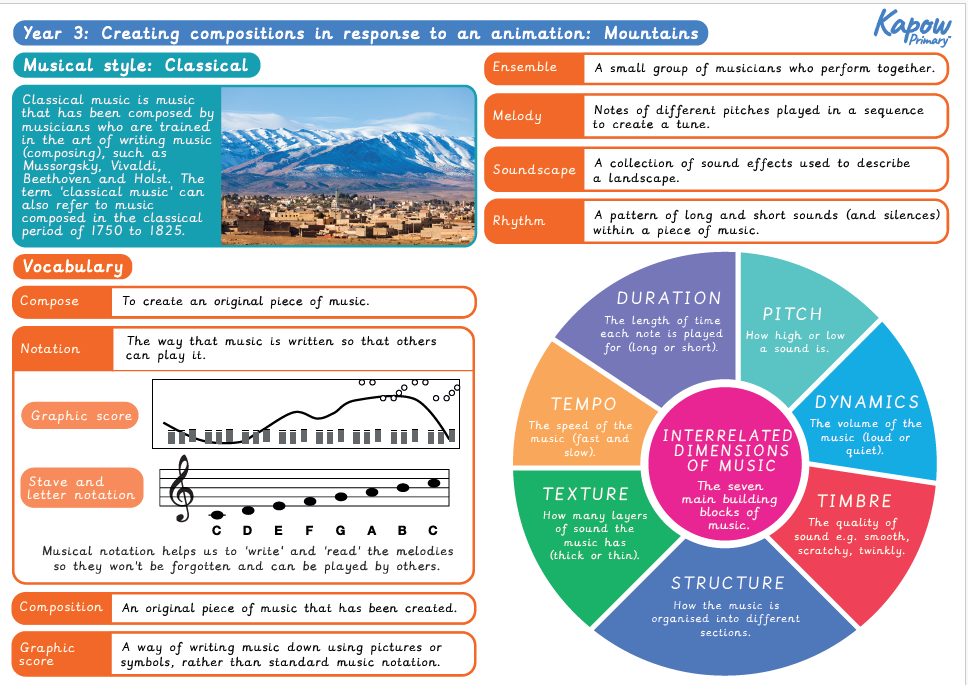 Year 3: Creating compositions in response to an animation: Mountains
Kapow
Primary™
Musical style: Classical
Classical music is music
that has been composed by
musicians who are trained
in the art of writing music
(composing), such as
Mussorgsky, Vivaldi,
Beethoven and Holst. The
term 'classical music' can
also refer to music
composed in the classical
period of 1750 to 1825.
Vocabulary
Compose
To create an original piece of music.
Notation
The way that music is written so that others
can play it.
Graphic score
Stave and
letter notation
C D E F G A B C
Musical notation helps us to 'write' and 'read' the melodies
so they won't be forgotten and can be played by others.
Composition
An original piece of music that has been created.
Graphic
score
A way of writing music down using pictures or
symbols, rather than standard music notation.
Ensemble
A small group of musicians who perform together.
Melody
Notes of different pitches played in a sequence
to create a tune.
Soundscape
A collection of sound effects used to describe
a landscape.
Rhythm
A pattern of long and short sounds (and silences)
within a piece of music.
DURATION
The length of time
each note is played
for (long or short).
PITCH
How high or low
a sound is.
DYNAMICS
The volume of the
music (loud or
quiet).
TIMBRE
The quality of
sound e.g. smooth,
scratchy, twinkly.
STRUCTURE
How the music is
organised into different
sections.
TEXTURE
How many layers
of sound the
music has
(thick or thin).
TEMPO
The speed of the
music (fast and
slow).
INTERRELATED
DIMENSIONS
OF MUSIC
The seven
main building
blocks of
music.